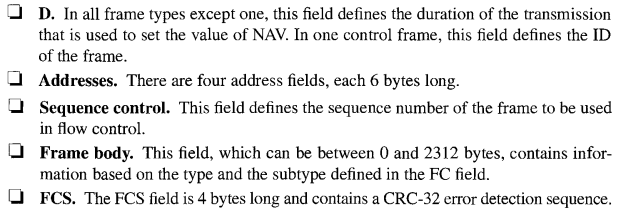 ❑ D. In all frame types except one, this field defines the duration of the transmission
that is used to set the value of NAV. In one control frame, this field defines the ID
of the frame.
❑ Addresses. There are four address fields, each 6 bytes long.
❑ Sequence control. This field defines the sequence number of the frame to be used
in flow control.
❑ Frame body. This field, which can be between 0 and 2312 bytes, contains infor-
mation based on the type and the subtype defined in the FC field.
❑ FCS. The FCS field is 4 bytes long and contains a CRC-32 error detection sequence.